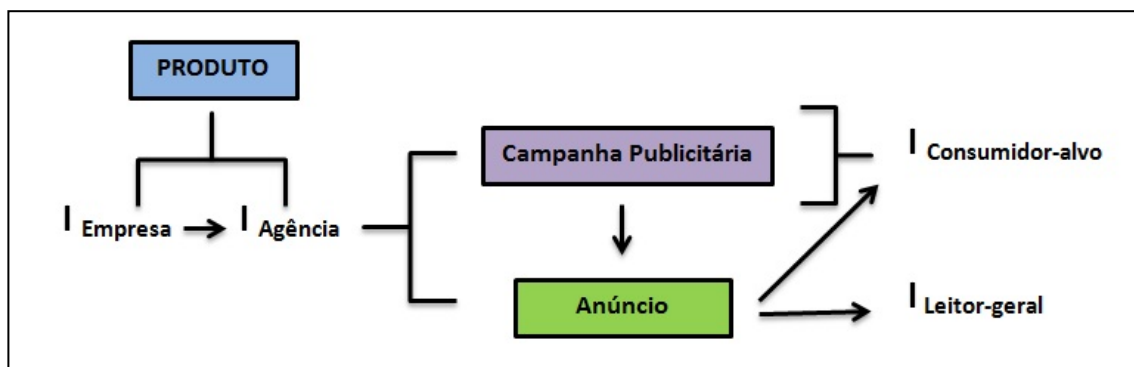 PRODUTO
Campanha Publicitária
I Consumidor-alvo
I Empresa
I Agência
Anúncio
I Leitor-geral